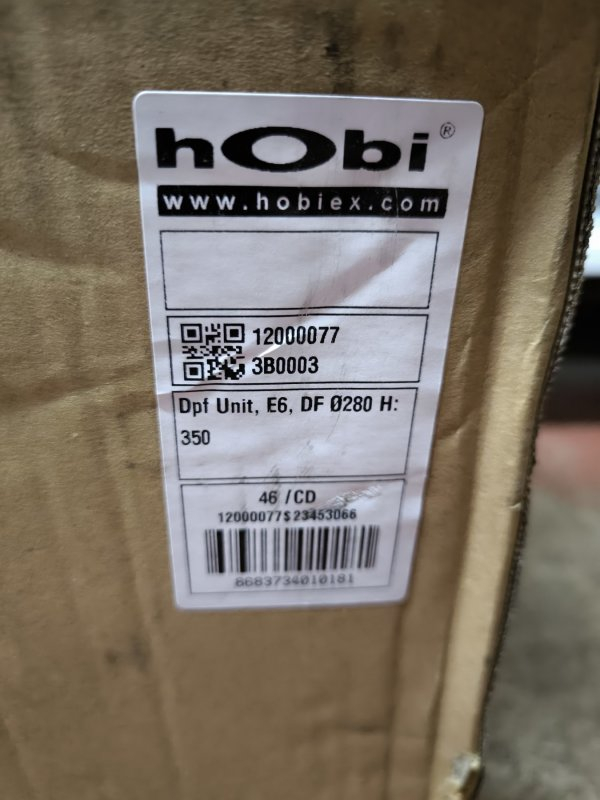 hObi ®
www.hobiex.com
12000077
3B0003
Dpf Unit, E6, DF Ø280 H:
350
46 /CD
12000077S23453066
8683734010181